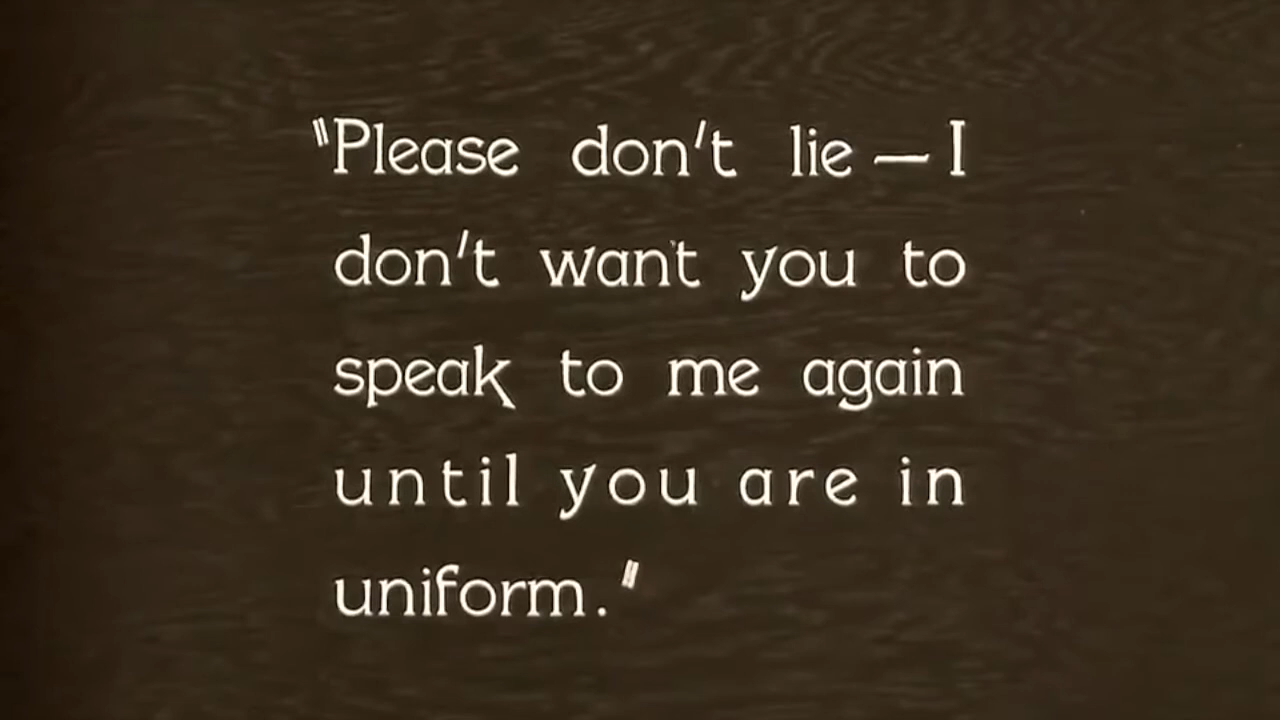 "Please don't lie — I
don't want you to
speak to me again
until you are in
uniform."